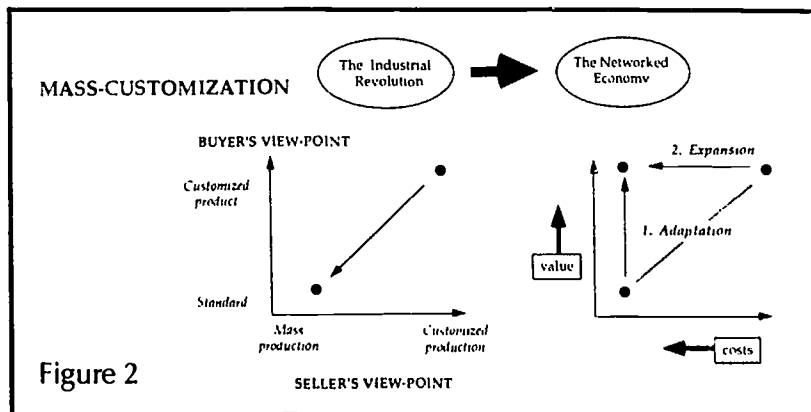 The Industrial
Revolution
The Networked
Economy
MASS-CUSTOMIZATION
BUYER'S VIEW-POINT
Customized
product
Standard
Mass
production
Customized
production
SELLER'S VIEW-POINT
2. Expansion
1. Adaptation
value
costs
Figure 2